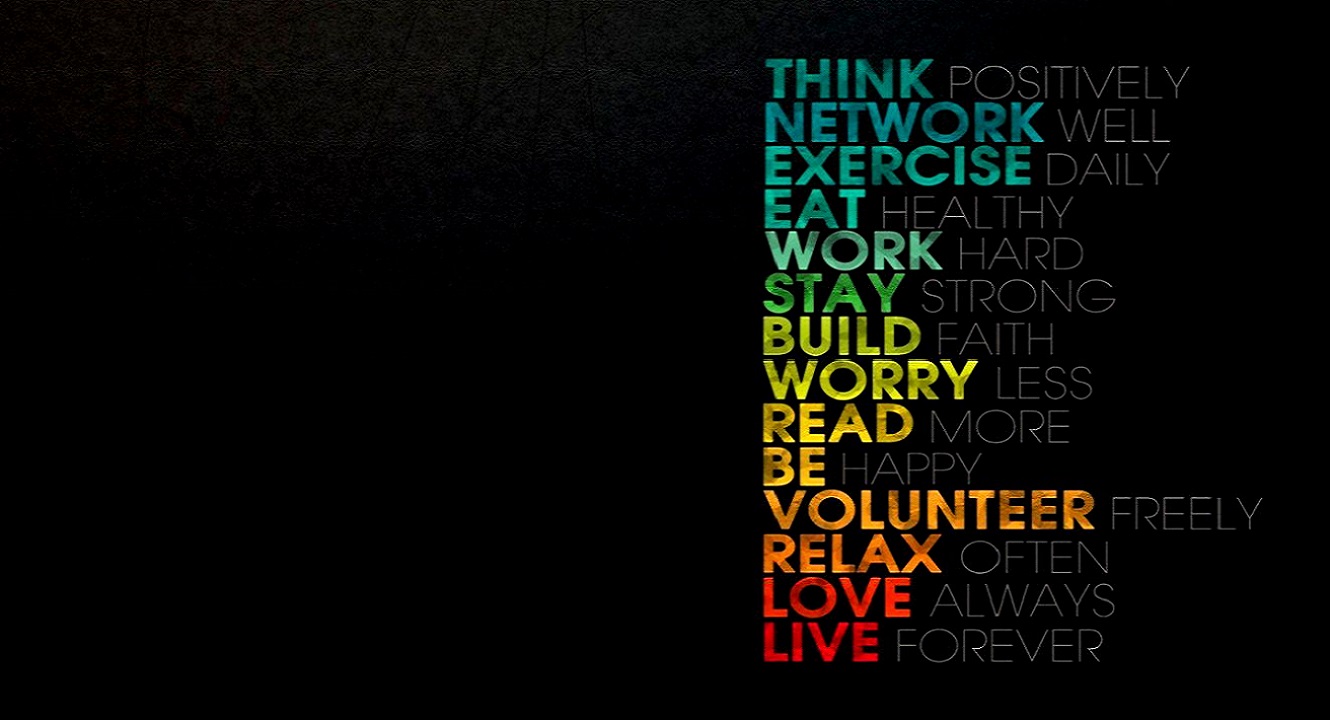 THINK POSITIVELY
NETWORK WELL
EXERCISE DAILY
EAT HEALTHY
WORK HARD
STAY STRONG
BUILD FAITH
WORRY LESS
READ MORE
BE HAPPY
VOLUNTEER FREELY
RELAX OFTEN
LOVE ALWAYS
LIVE FOREVER